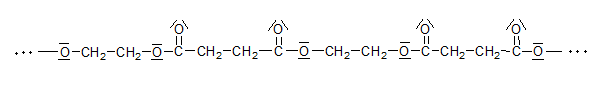 O O O O
··· — O — CH₂ — CH₂ — O — C — CH₂ — CH₂ — C — O — CH₂ — CH₂ — O — C — CH₂ — CH₂ — C — O — ···